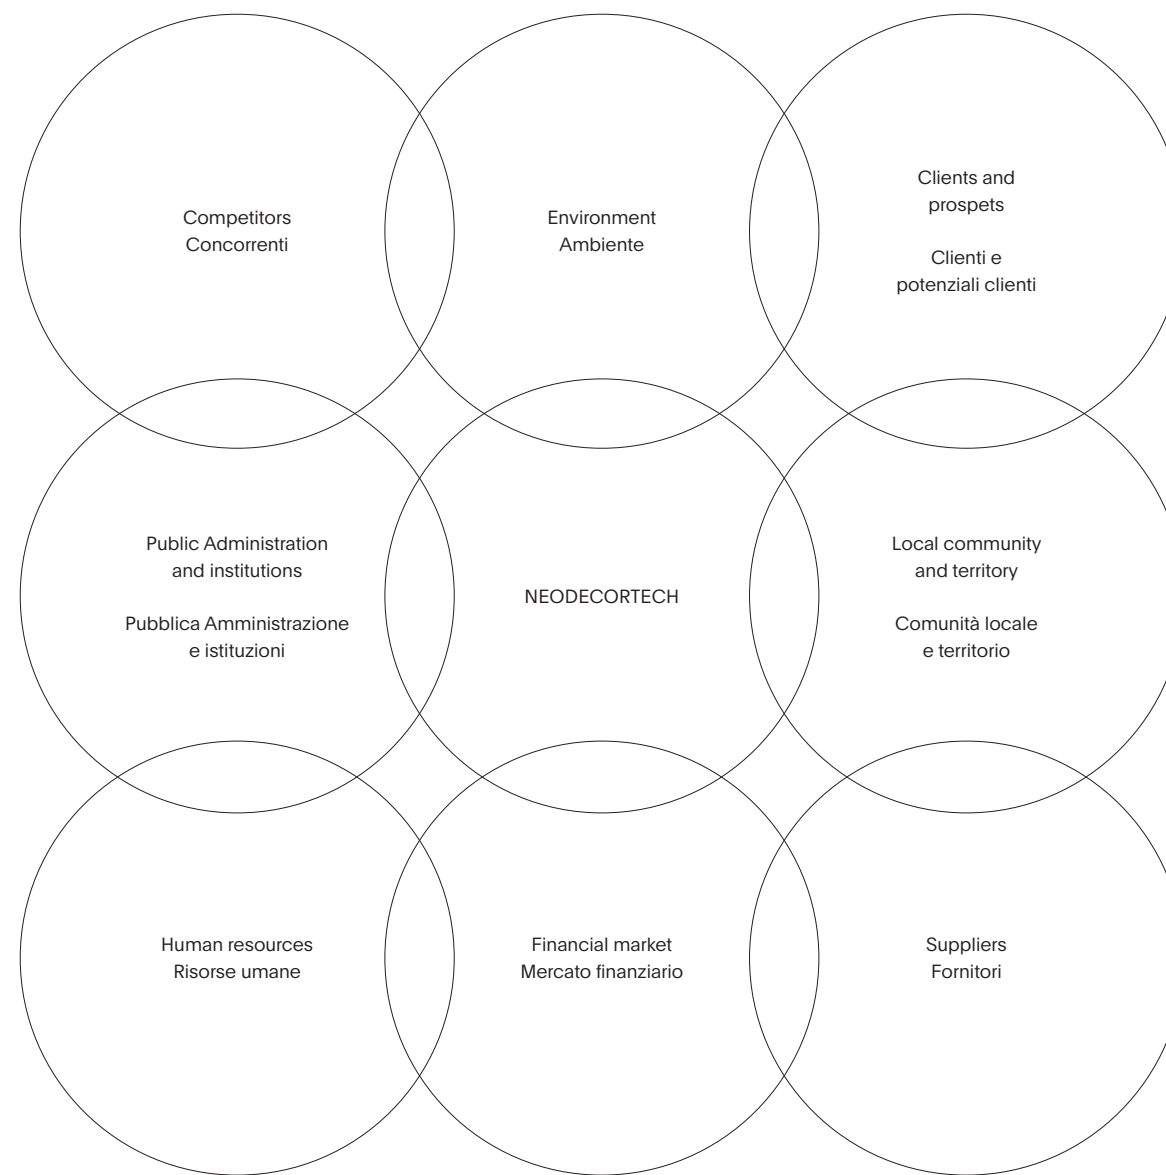 Competitors
Concorrenti
Environment
Ambiente
Clients and
prospets
Clienti e
potenziali clienti
Public Administration
and institutions
Pubblica Amministrazione
e istituzioni
NEODECORTECH
Local community
and territory
Comunità locale
e territorio
Human resources
Risorse umane
Financial market
Mercato finanziario
Suppliers
Fornitori